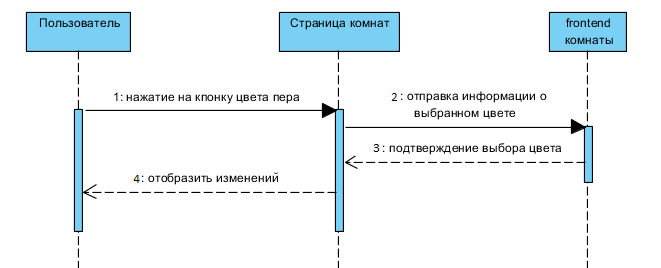 Пользователь
Страница комнат
frontend
комнаты
1: нажатие на кпонку цвета пера
2 : отправка информации о
выбранном цвете
3 : подтверждение выбора цвета
4 : отобразить изменений